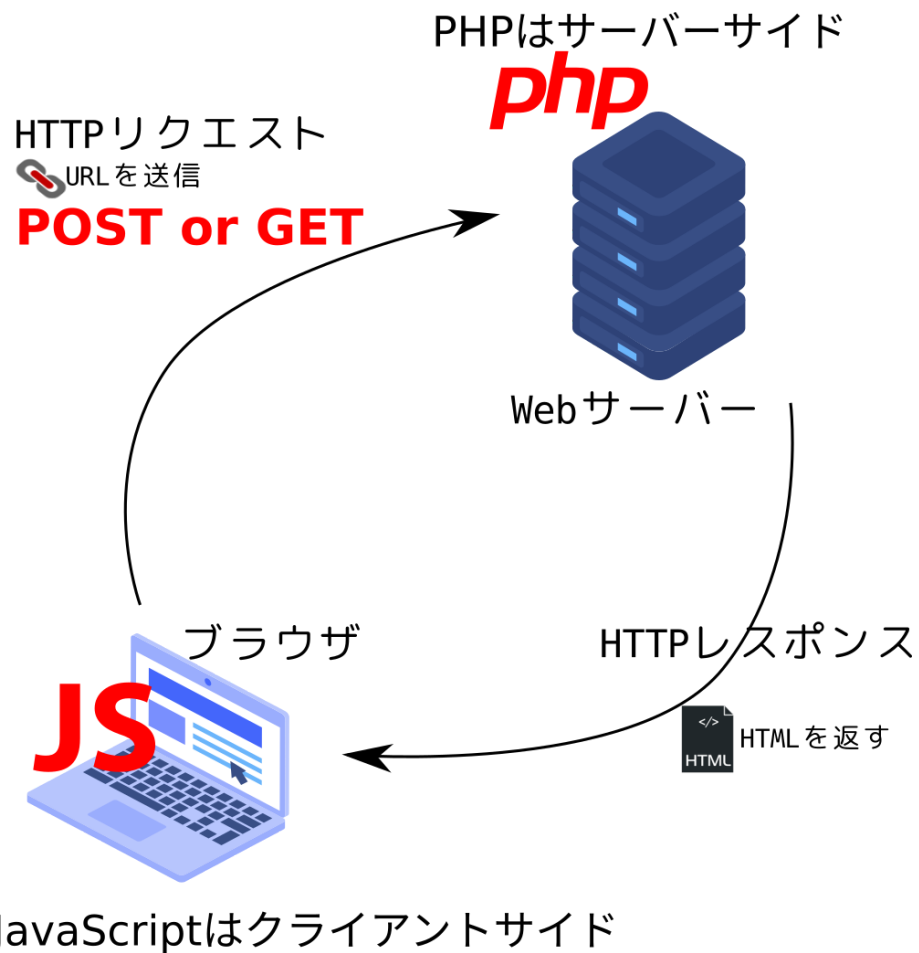 PHPはサーバーサイド
php
HTTPリクエスト
URLを送信
POST or GET
Webサーバー
ブラウザ
JS
HTTPレスポンス
</>
HTML
HTMLを返す
JavaScriptはクライアントサイド